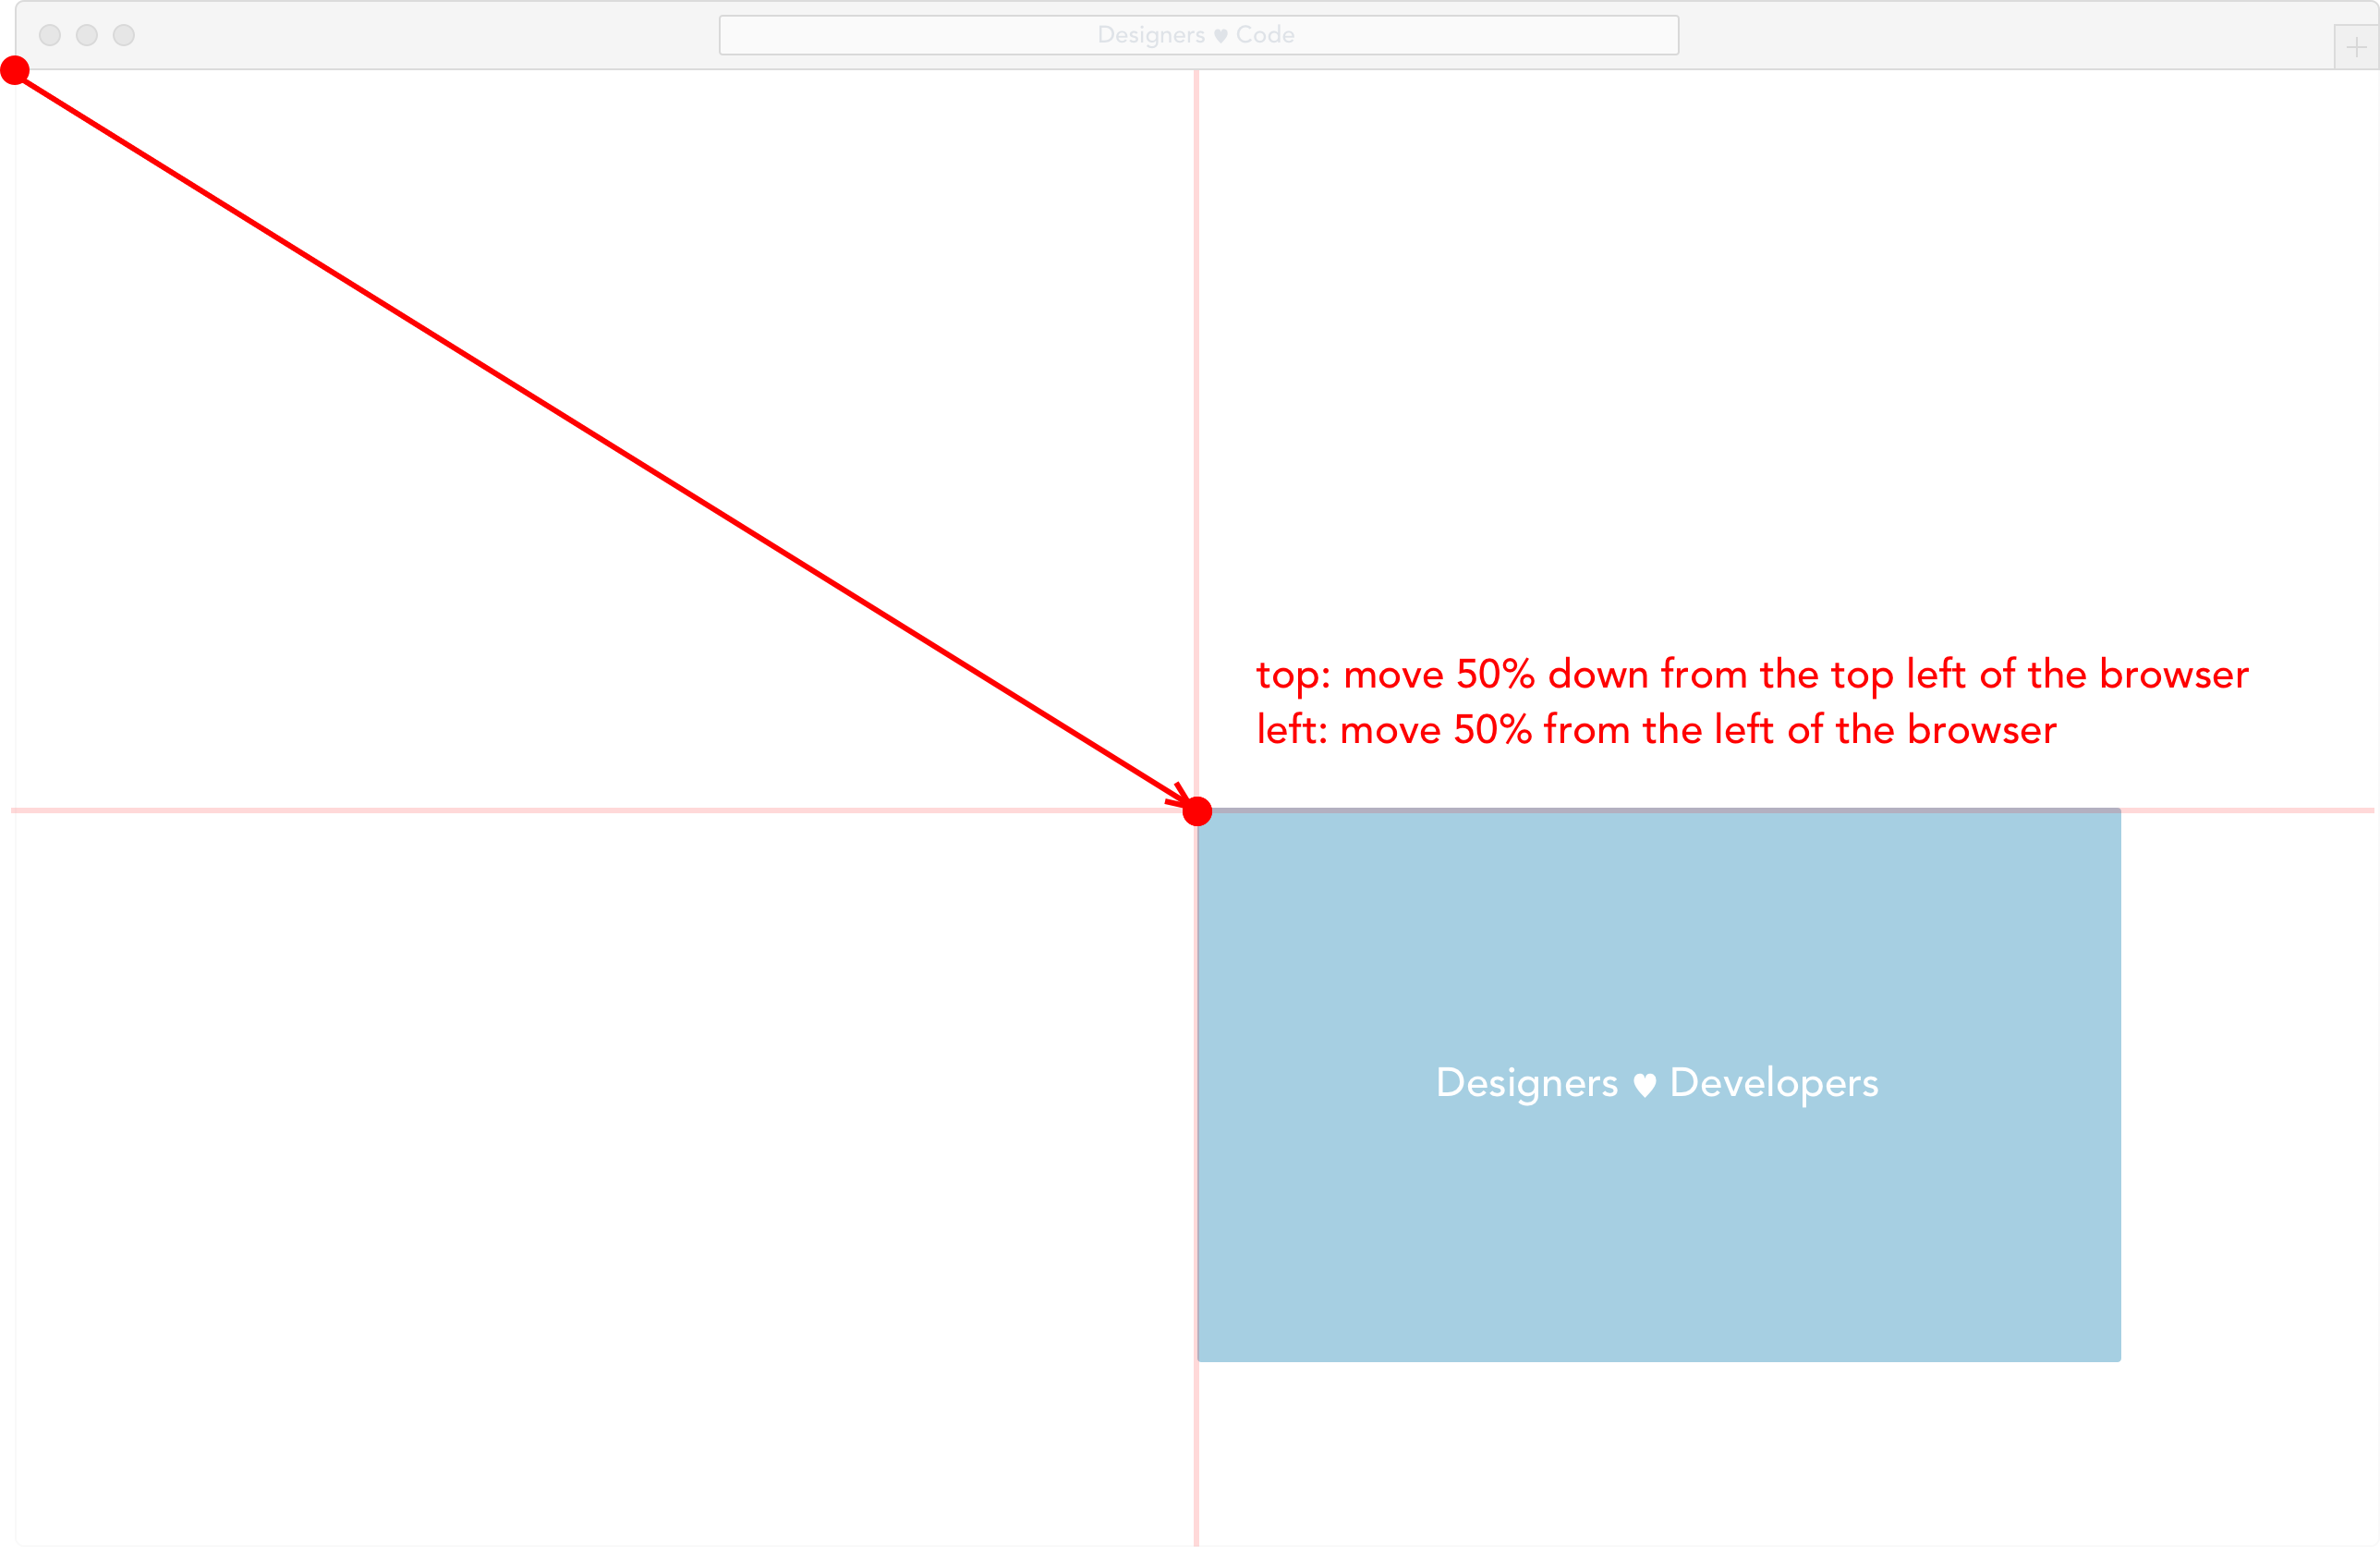 Designers ♥ Code
top: move 50% down from the top left of the browser
left: move 50% from the left of the browser
Designers ♥ Developers